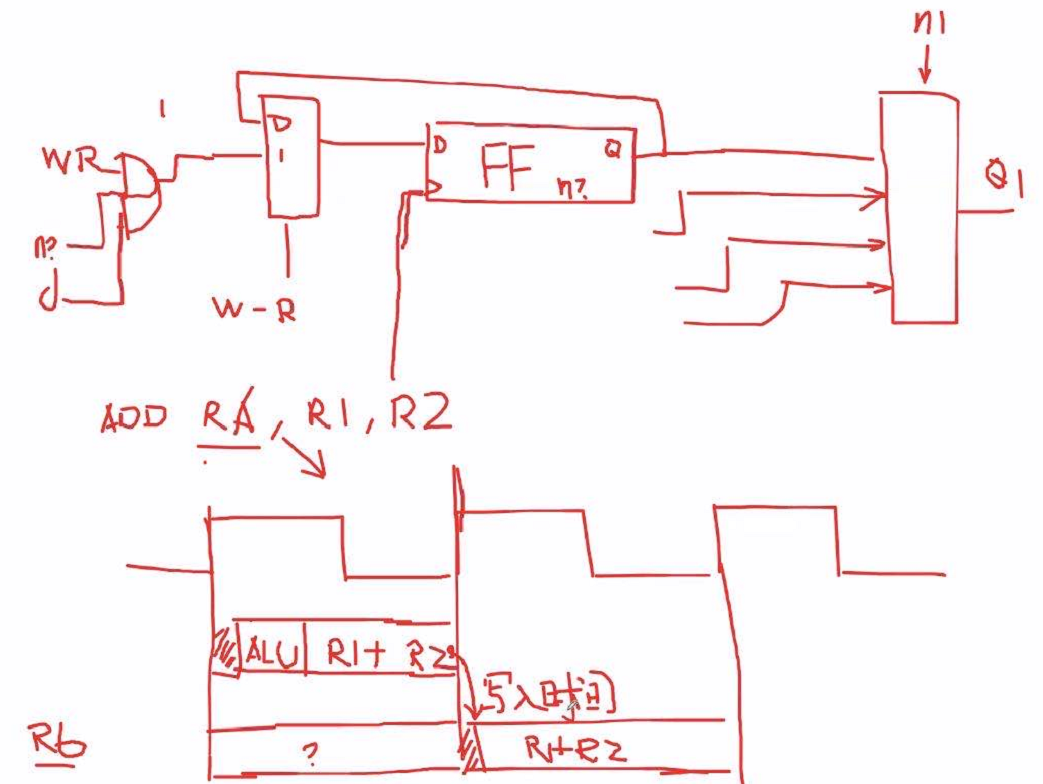 n1
WR
D
1
D
FF
Q
n?
Q1
n?
d
W-R
ADD RA, R1, R2
ALU
R1+ R2
写入时间
R6
?
R1+R2